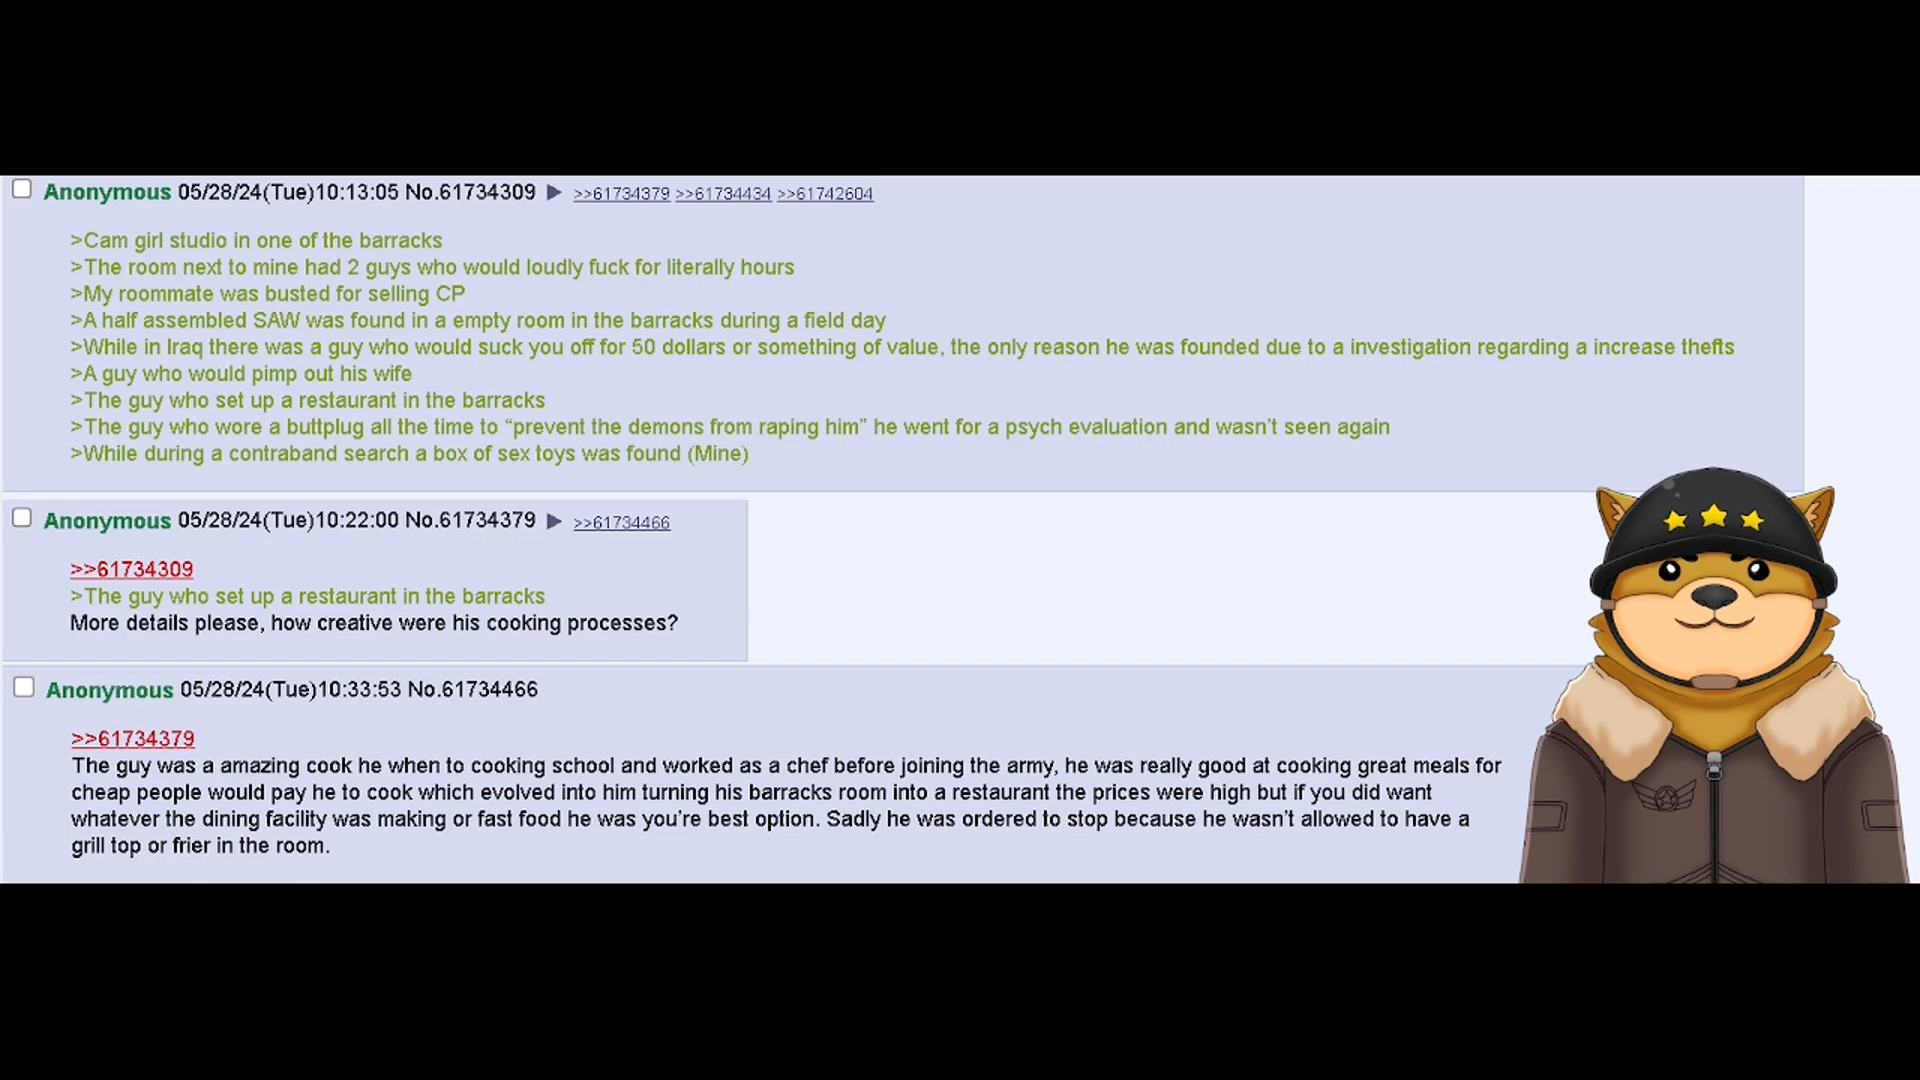 Anonymous 05/28/24(Tue)10:13:05 No.61734309 ▶ >>61734379 >>61734434 >>61742604
>Cam girl studio in one of the barracks
>The room next to mine had 2 guys who would loudly fuck for literally hours
>My roommate was busted for selling CP
>A half assembled SAW was found in a empty room in the barracks during a field day
>While in Iraq there was a guy who would suck you off for 50 dollars or something of value, the only reason he was founded due to a investigation regarding a increase thefts
>A guy who would pimp out his wife
>The guy who set up a restaurant in the barracks
>The guy who wore a buttplug all the time to “prevent the demons from raping him” he went for a psych evaluation and wasn’t seen again
>While during a contraband search a box of sex toys was found (Mine)
Anonymous 05/28/24(Tue)10:22:00 No.61734379 ▶ >>61734466
>>61734309
>The guy who set up a restaurant in the barracks
More details please, how creative were his cooking processes?
Anonymous 05/28/24(Tue)10:33:53 No.61734466
>>61734379
The guy was a amazing cook he when to cooking school and worked as a chef before joining the army, he was really good at cooking great meals for
cheap people would pay he to cook which evolved into him turning his barracks room into a restaurant the prices were high but if you did want
whatever the dining facility was making or fast food he was you’re best option. Sadly he was ordered to stop because he wasn’t allowed to have a
grill top or frier in the room.